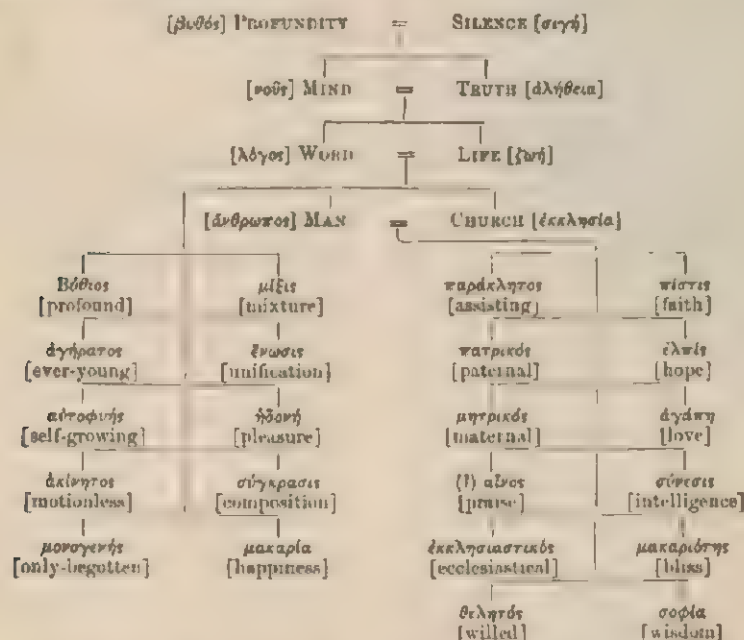 [βυθός] PROFUNDITY = SILENCE [σιγή]
[νοῦς] MIND = TRUTH [ἀλήθεια]
[λόγος] WORD = LIFE [ζωή]
[ἄνθρωπος] MAN = CHURCH [ἐκκλησία]
Βύθιος μίξις παράκλητος πίστις
[profound] [mixture] [assisting] [faith]
ἀγήρατος ἕνωσις πατρικός ἐλπίς
[ever-young] [unification] [paternal] [hope]
αὐτοφυής ἡδονή μητρικός ἀγάπη
[self-growing] [pleasure] [maternal] [love]
ἀκίνητος σύγκρασις (?) αἶνος σύνεσις
[motionless] [composition] [praise] [intelligence]
μονογενής μακαρία ἐκκλησιαστικός μακαριότης
[only-begotten] [happiness] [ecclesiastical] [bliss]
θελητός σοφία
[willed] [wisdom]